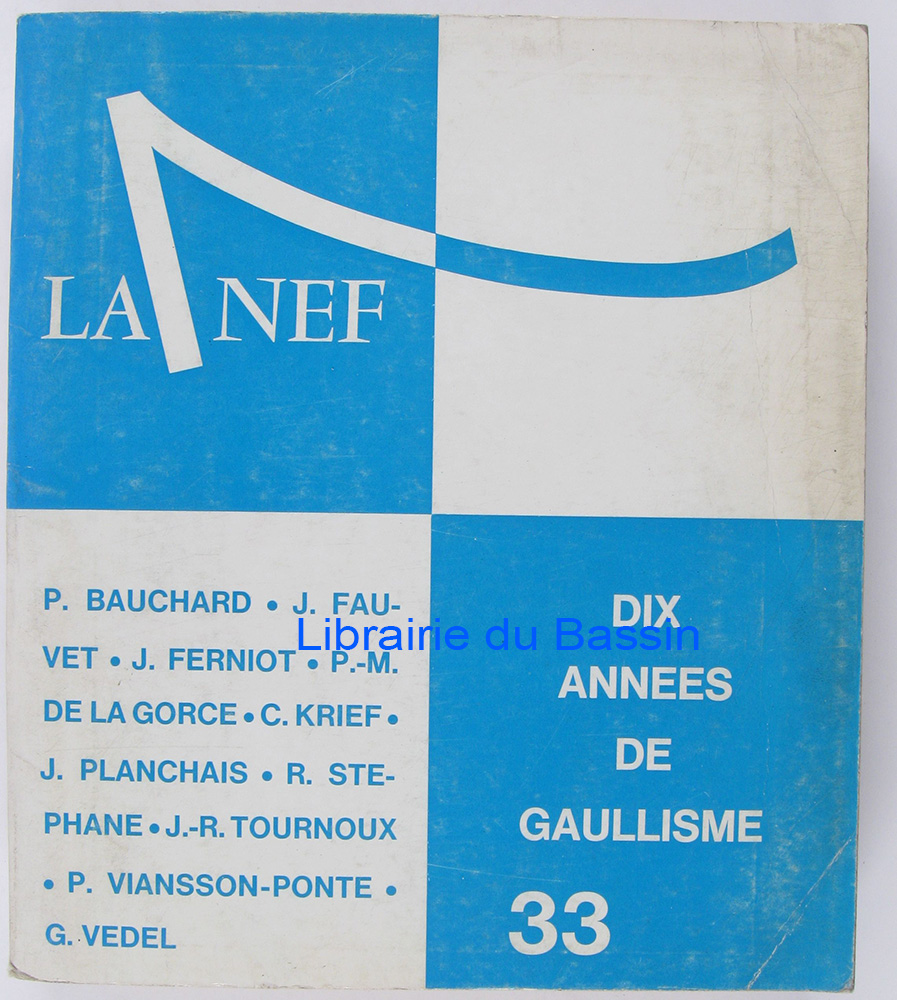 LA NEF
P. BAUCHARD • J. FAU-
VET • J. FERNIOT • P.-M.
DE LA GORCE • C. KRIEF •
J. PLANCHAIS • R. STE-
PHANE • J.-R. TOURNOUX
• P. VIANSSON-PONTE •
G. VEDEL
Librairie du Bassin
DIX
ANNEES
DE
GAULLISME
33